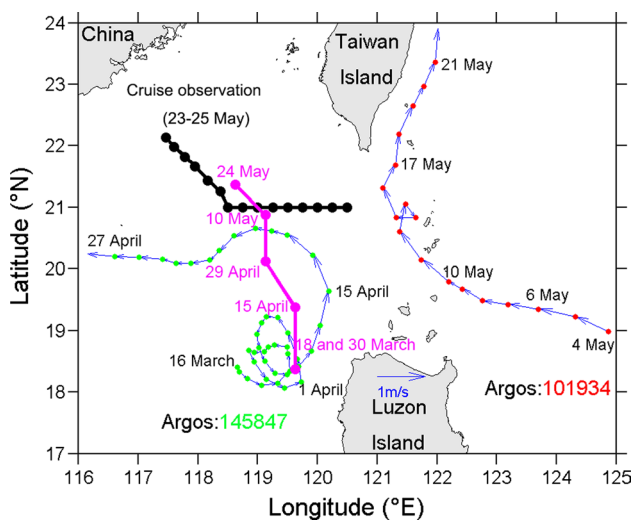 24
23
22
21
20
19
18
17
Latitude (°N)
China
Taiwan
Island
21 May
Cruise observation
(23-25 May)
24 May
17 May
10 May
27 April
29 April
10 May
15 April
15 April
6 May
4 May
18 and 30 March
16 March
1 April
1m/s
Argos:101934
Argos:145847
Luzon
Island
116 117 118 119 120 121 122 123 124 125
Longitude (°E)